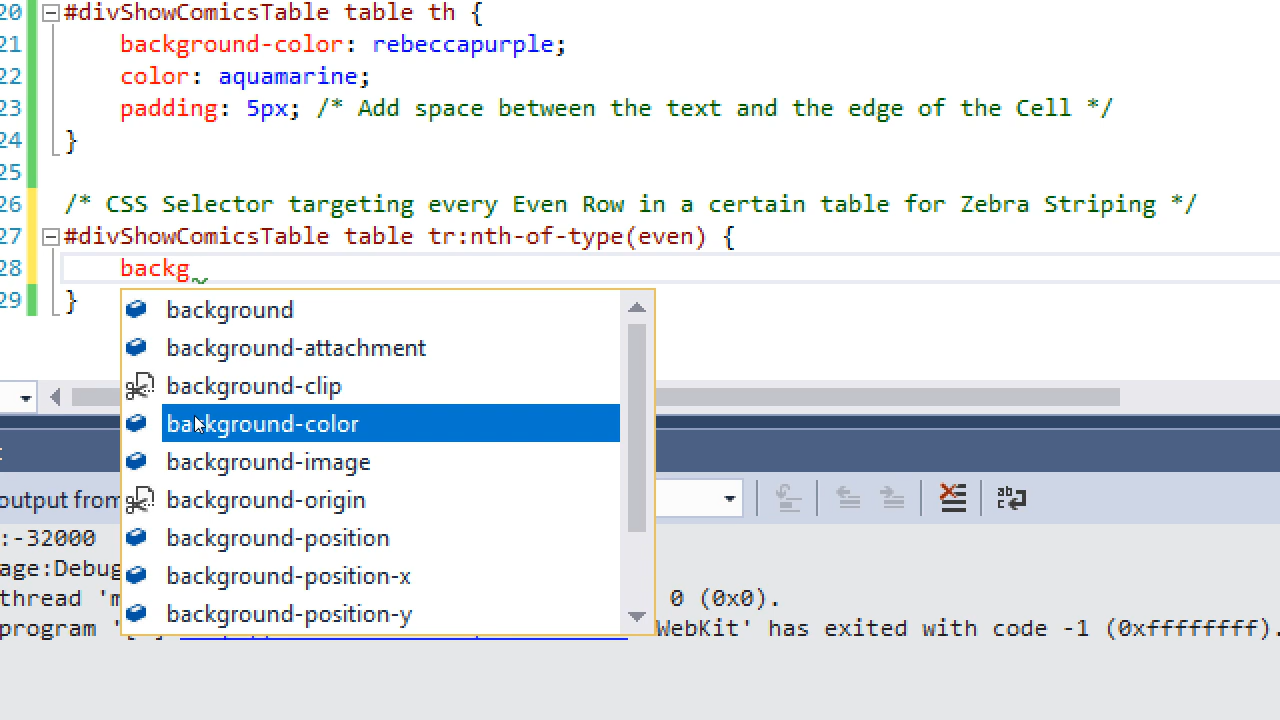 20 #divShowComicsTable table th {
21 background-color: rebeccapurple;
22 color: aquamarine;
23 padding: 5px; /* Add space between the text and the edge of the Cell */
24 }
25
26 /* CSS Selector targeting every Even Row in a certain table for Zebra Striping */
27 #divShowComicsTable table tr:nth-of-type(even) {
28 backg
29 }
background
background-attachment
background-clip
background-color
background-image
background-origin
background-position
background-position-x
background-position-y
output from
:-32000
age:Debug
thread 'm 0 (0x0).
program '[ WebKit' has exited with code -1 (0xffffffff).